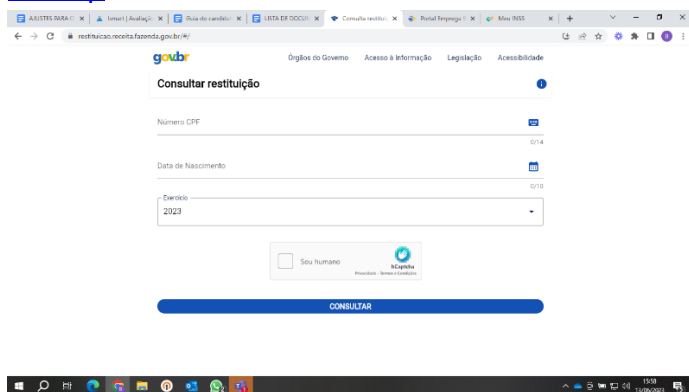 AJUSTES PARA C
Ismart | Avaliaçã
Guia do candidat
LISTA DE DOCUM
Consulta restituiç
Portal Emprega B
Meu INSS
restituicao.receita.fazenda.gov.br/#/
gov.br
Órgãos do Governo
Acesso à Informação
Legislação
Acessibilidade
Consultar restituição
Número CPF
0/14
Data de Nascimento
0/10
Exercício
2023
Sou humano
hCaptcha
Privacidade - Termos e Condições
CONSULTAR
13:58
13/06/2023